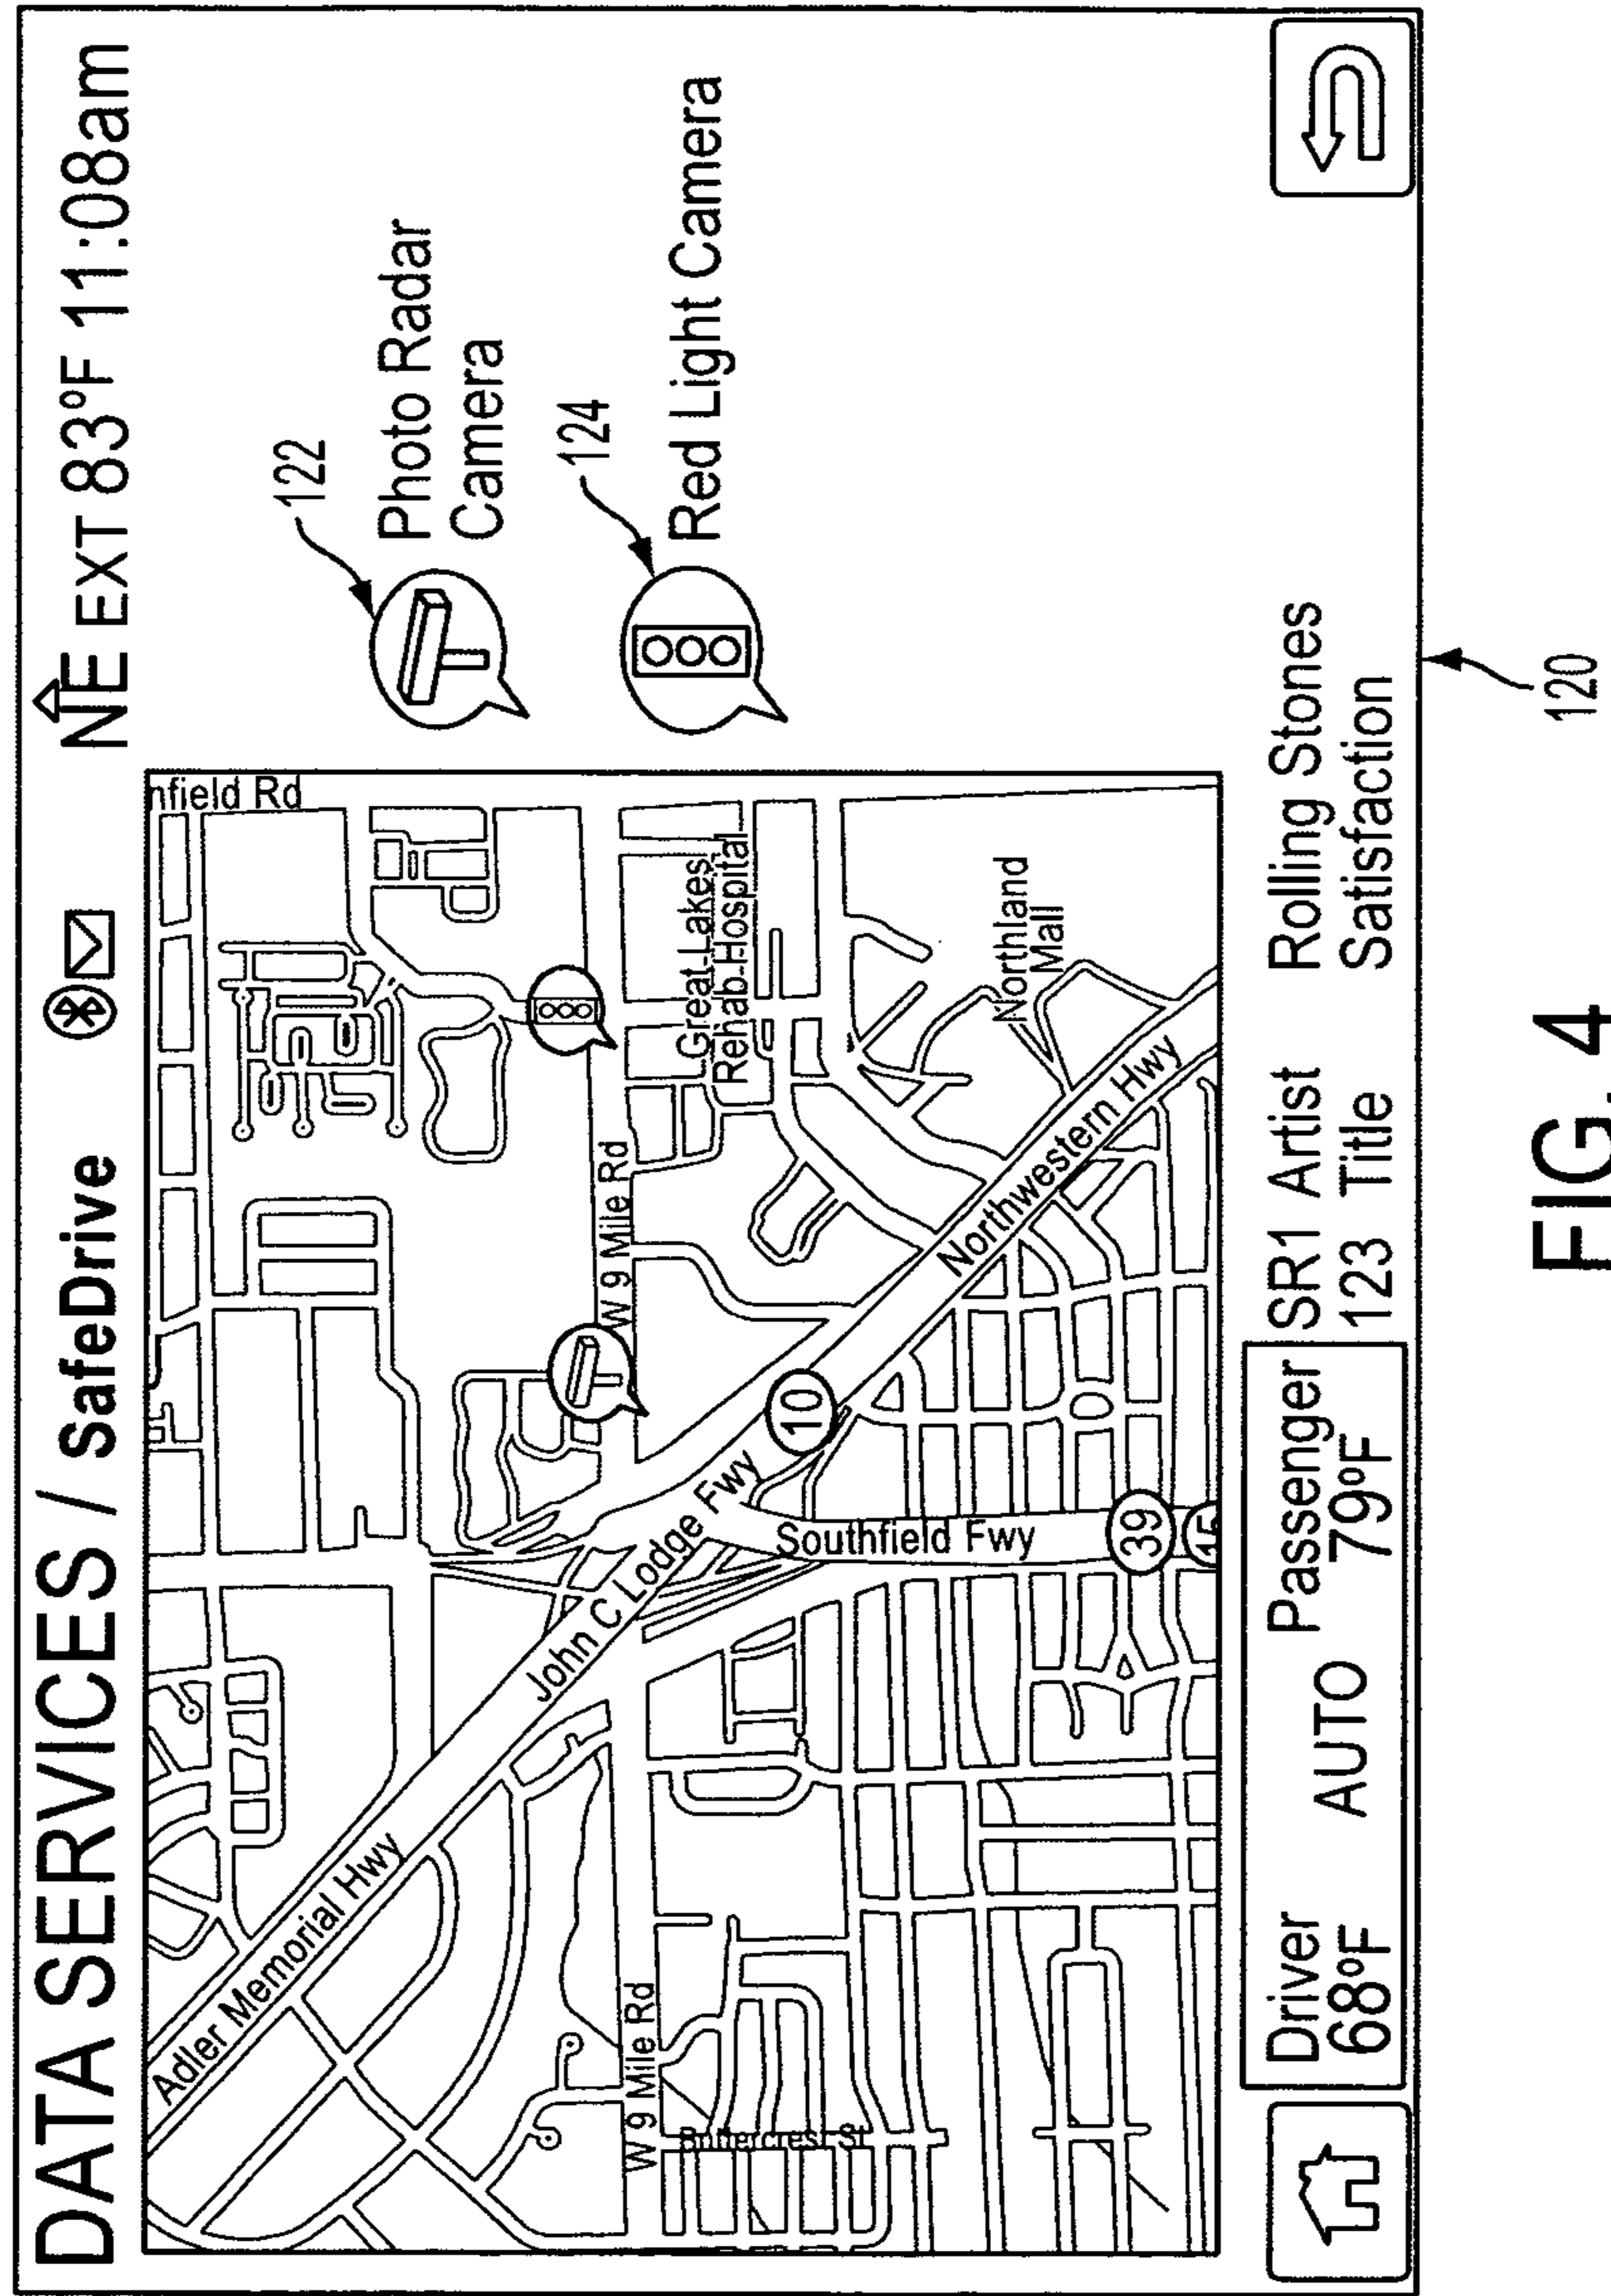 DATA SERVICES / SafeDrive
NE EXT 83°F 11:08am
nfield Rd
Adler Memorial Hwy
John C Lodge Fwy
W 9 Mile Rd
Great Lakes
Rehab Hospital
10
Northwestern Hwy
Northland
Mall
Southfield Fwy
39
W 9 Mile Rd
122
Photo Radar
Camera
124
Red Light Camera
Driver
68°F
AUTO
Passenger
79°F
SR1 Artist Rolling Stones
123 Title Satisfaction
120
FIG. 4